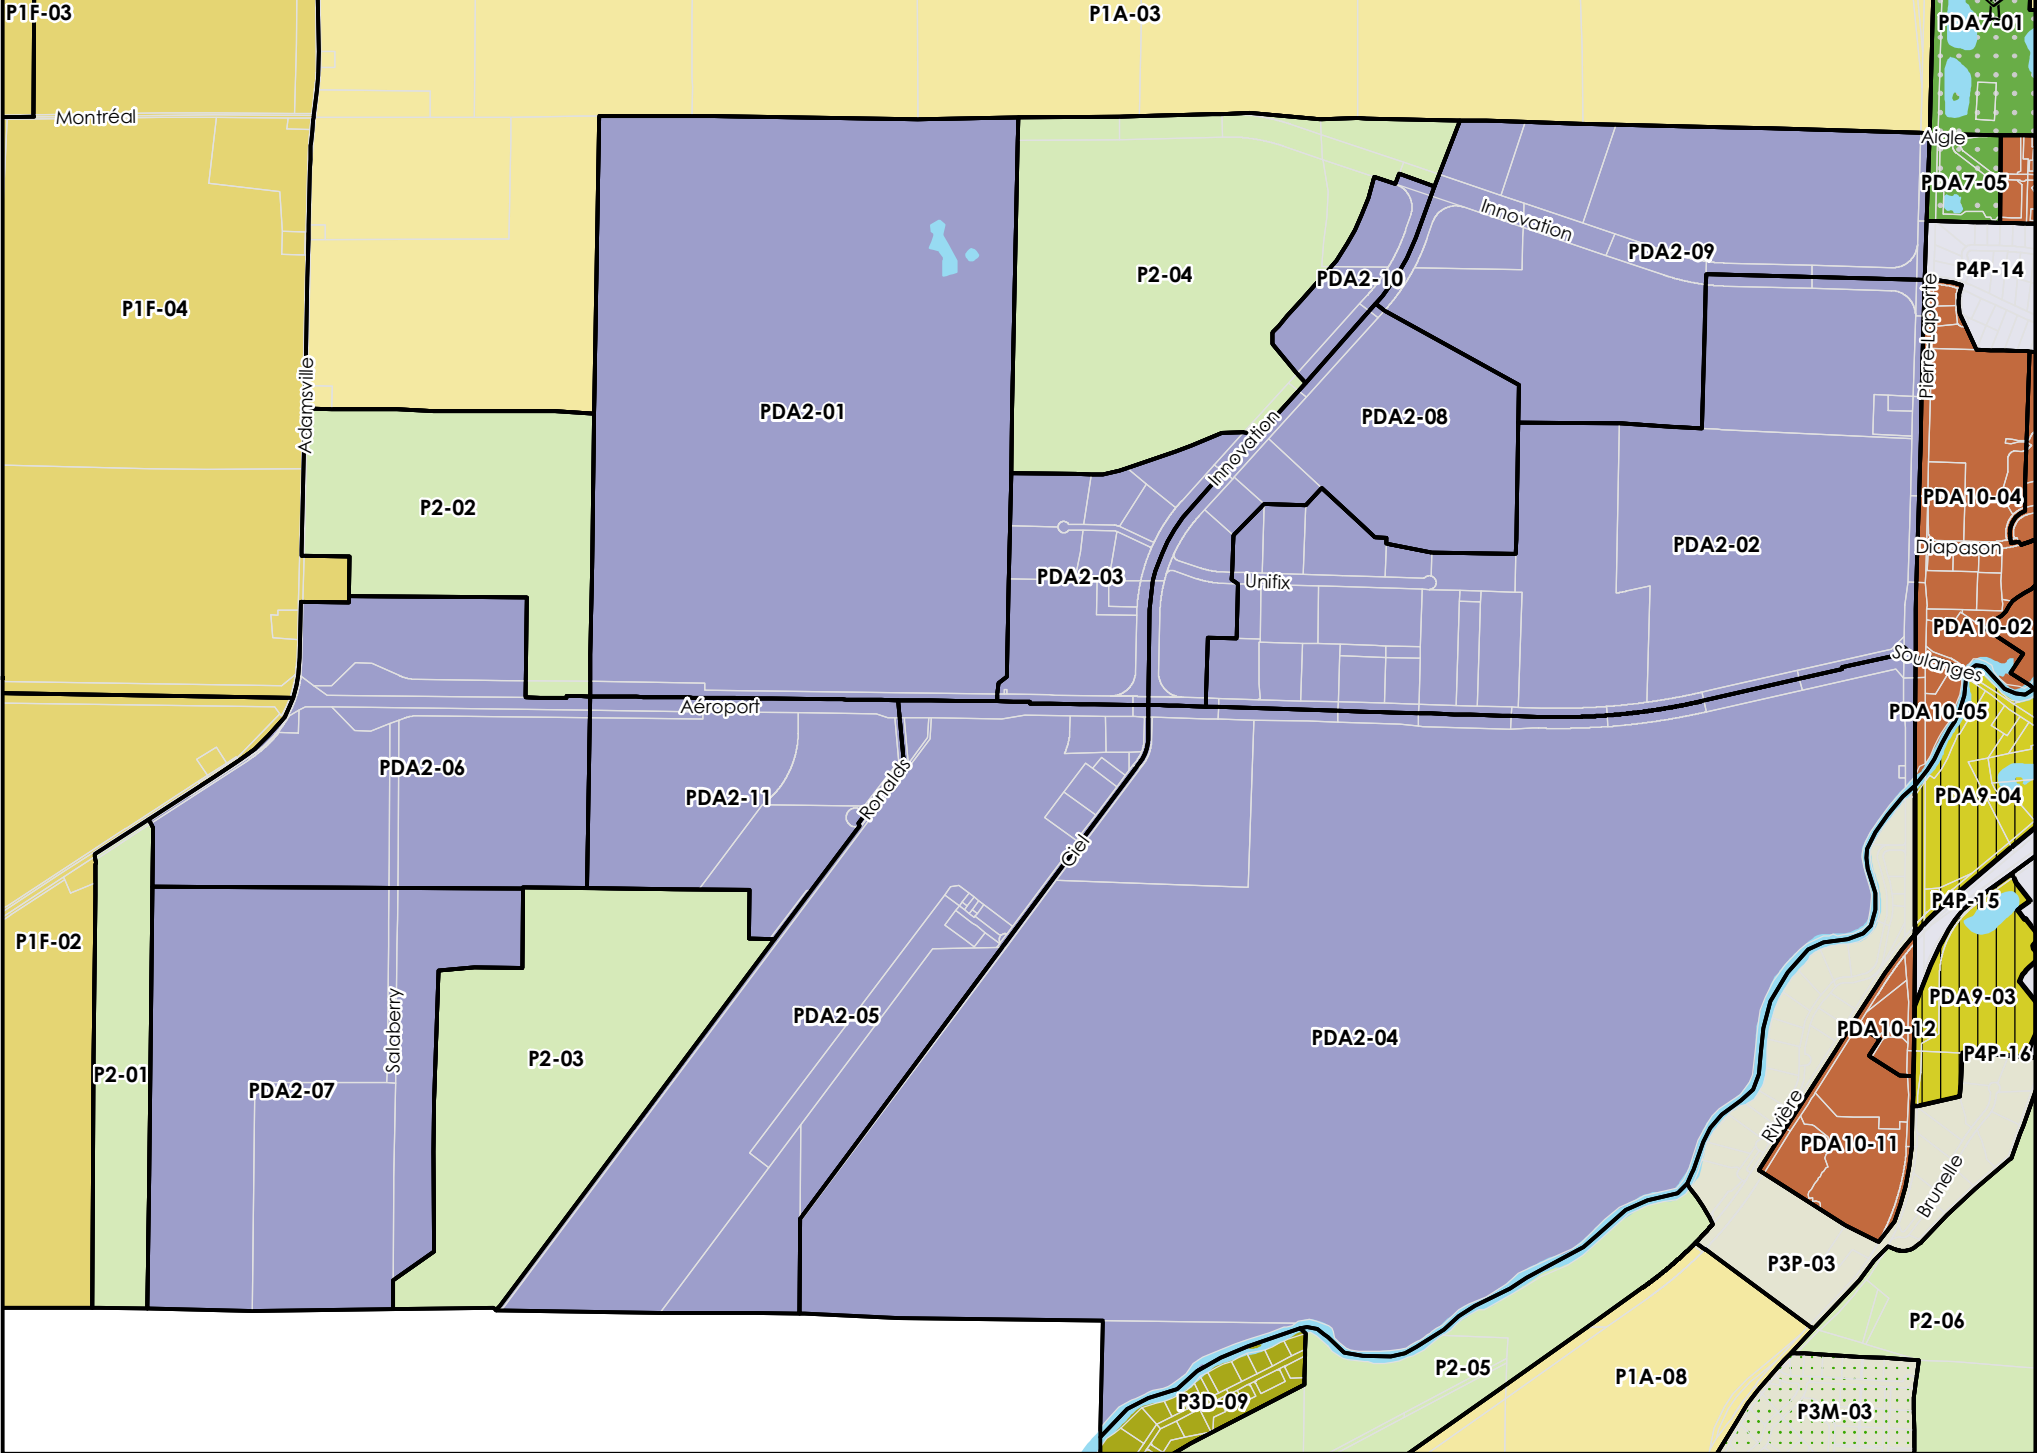 P1F-03
P1A-03
PDA7-01
Montréal
Aigle
PDA7-05
Innovation
PDA2-09
P4P-14
P2-04
PDA2-10
P1F-04
Pierre-Laporte
Adamsville
PDA2-01
PDA2-08
Innovation
P2-02
PDA10-04
PDA2-02
Diapason
PDA2-03
Unifix
PDA10-02
Soulanges
Aéroport
PDA10-05
PDA2-06
PDA2-11
Ronalds
PDA9-04
Ciel
P4P-15
P1F-02
PDA9-03
PDA2-05
Salaberry
PDA10-12
PDA2-04
P2-03
P4P-16
P2-01
PDA2-07
Rivière
PDA10-11
Brunelle
P3P-03
P2-06
P2-05
P1A-08
P3D-09
P3M-03